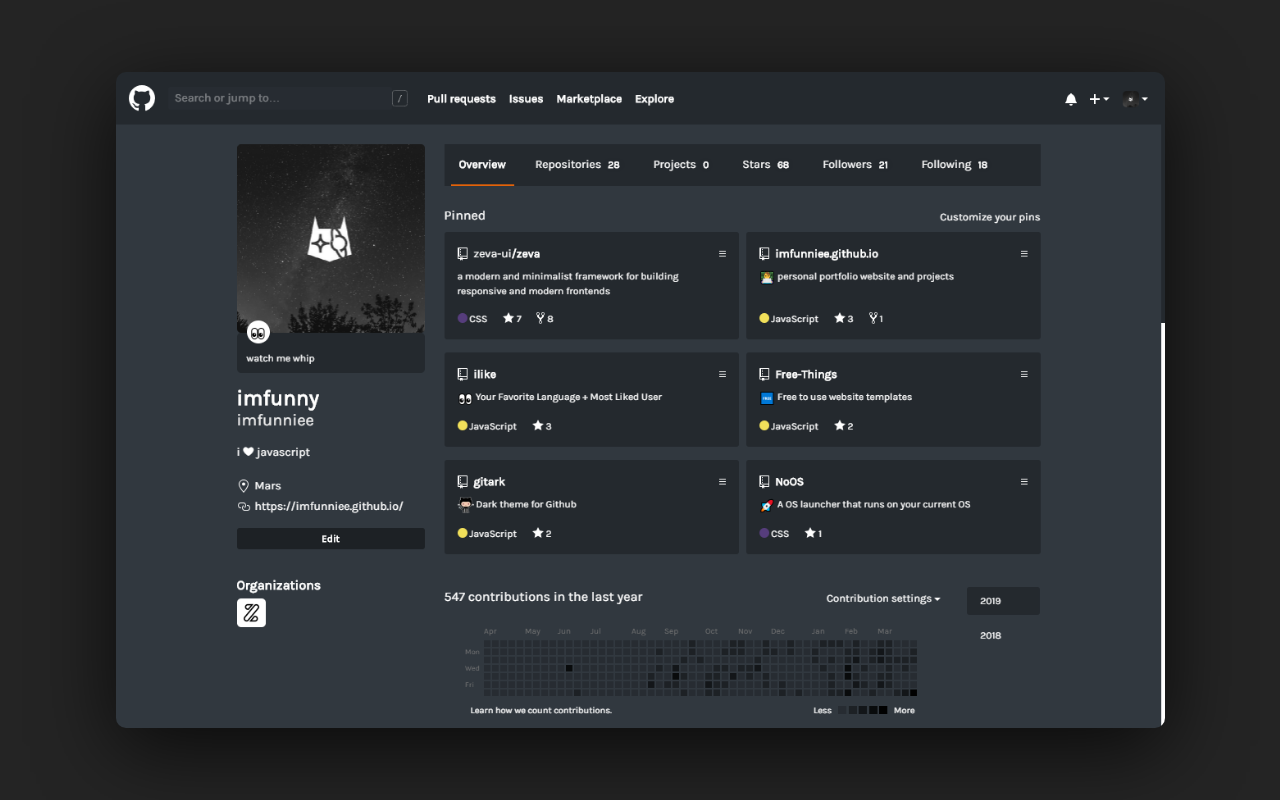 Search or jump to... /
Pull requests Issues Marketplace Explore
Overview Repositories 28 Projects 0 Stars 68 Followers 21 Following 18
watch me whip
imfunny
imfunniee
i ♥ javascript
Mars
https://imfunniee.github.io/
Edit
Organizations
Pinned
Customize your pins
zeva-ui/zeva
a modern and minimalist framework for building
responsive and modern frontends
CSS 7 8
imfunniee.github.io
personal portfolio website and projects
JavaScript 3 1
ilike
Your Favorite Language + Most Liked User
JavaScript 3
Free-Things
FREE
Free to use website templates
JavaScript 2
gitark
Dark theme for Github
JavaScript 2
NoOS
A OS launcher that runs on your current OS
CSS 1
547 contributions in the last year
Contribution settings
2019
2018
Apr May Jun Jul Aug Sep Oct Nov Dec Jan Feb Mar
Mon
Wed
Fri
Learn how we count contributions.
Less More